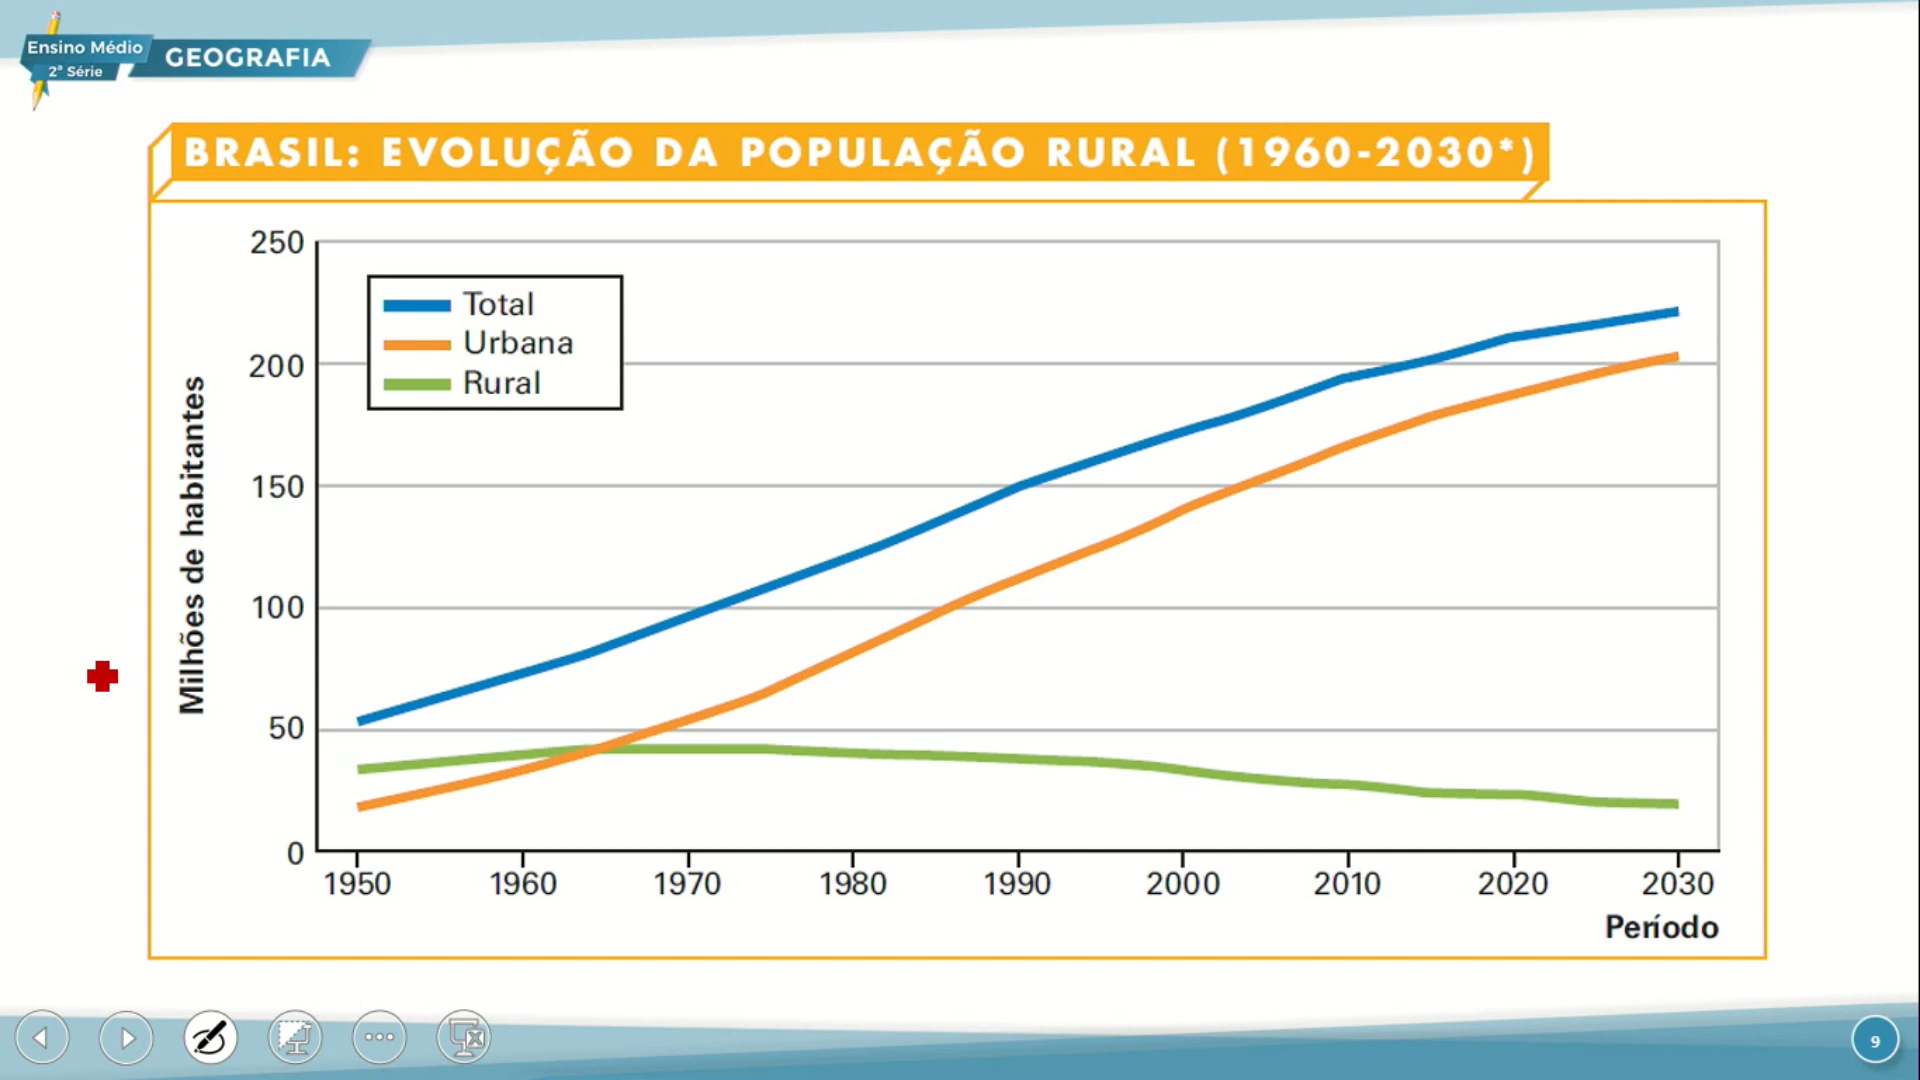 Ensino Médio
2ª Série
GEOGRAFIA
BRASIL: EVOLUÇÃO DA POPULAÇÃO RURAL (1960-2030*)
Milhões de habitantes
250
200
150
100
50
0
Total
Urbana
Rural
1950 1960 1970 1980 1990 2000 2010 2020 2030
Período
9